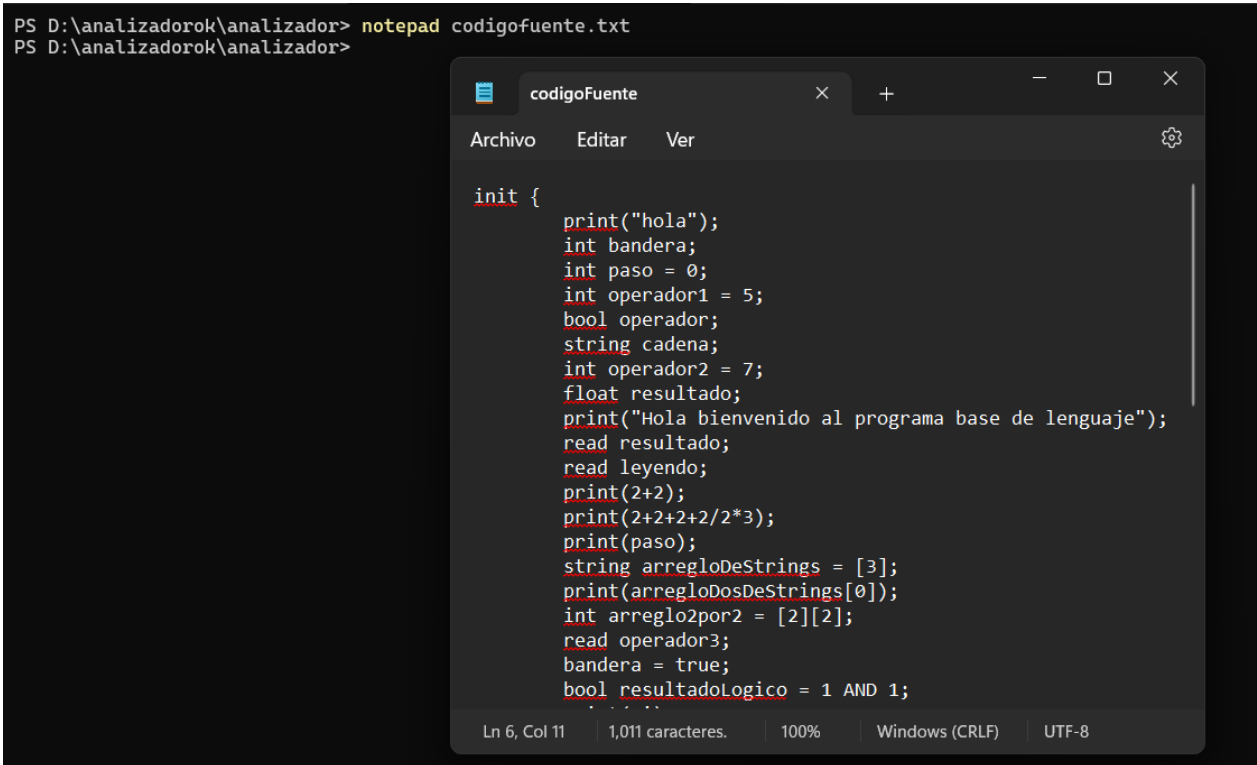 PS D:\analizadorok\analizador> notepad codigofuente.txt
PS D:\analizadorok\analizador>
codigoFuente
Archivo Editar Ver
init {
print("hola");
int bandera;
int paso = 0;
int operador1 = 5;
bool operador;
string cadena;
int operador2 = 7;
float resultado;
print("Hola bienvenido al programa base de lenguaje");
read resultado;
read leyendo;
print(2+2);
print(2+2+2+2/2*3);
print(paso);
string arregloDeStrings = [3];
print(arregloDosDeStrings[0]);
int arreglo2por2 = [2][2];
read operador3;
bandera = true;
bool resultadoLogico = 1 AND 1;
Ln 6, Col 11 1,011 caracteres. 100% Windows (CRLF) UTF-8